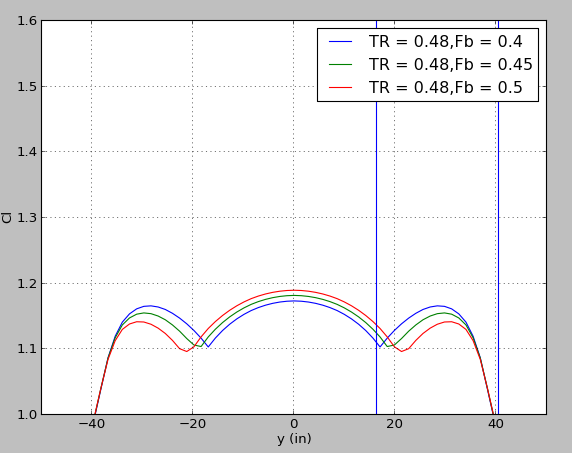 1.6
1.5
1.4
1.3
1.2
1.1
1.0
Cl
TR = 0.48,Fb = 0.4
TR = 0.48,Fb = 0.45
TR = 0.48,Fb = 0.5
−40 −20 0 20 40
y (in)